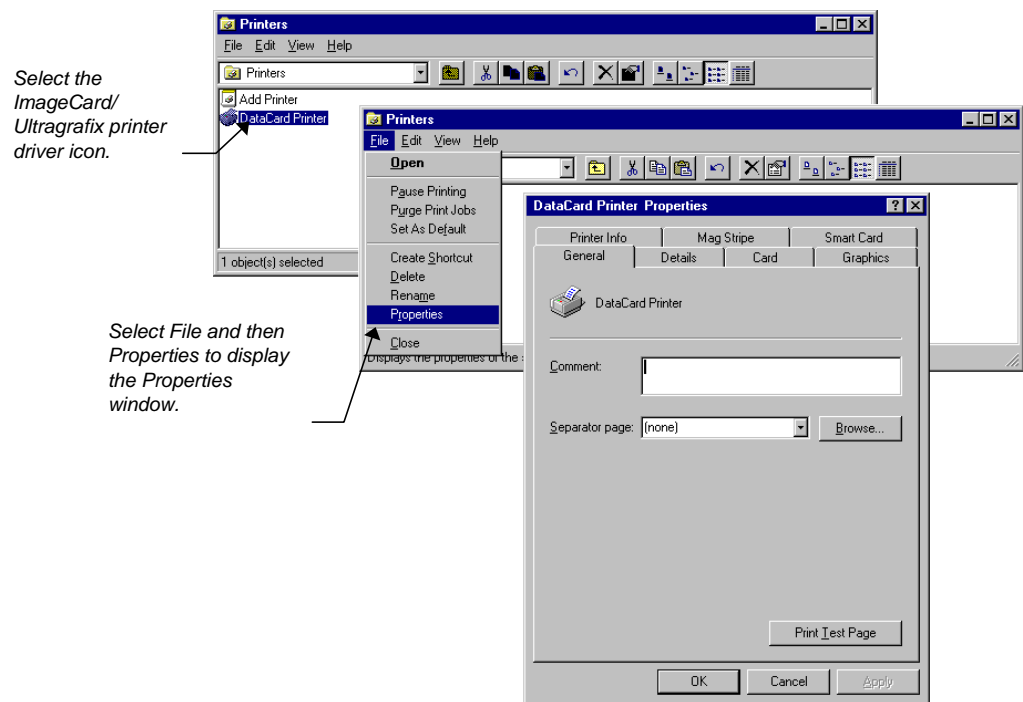 Printers
File Edit View Help
Printers
Add Printer
DataCard Printer
1 object(s) selected
Select the
ImageCard/
Ultragrafix printer
driver icon.
Printers
File Edit View Help
Open
Pause Printing
Purge Print Jobs
Set As Default
Create Shortcut
Delete
Rename
Properties
Close
Displays the properties of the
Select File and then
Properties to display
the Properties
window.
DataCard Printer Properties
Printer Info Mag Stripe Smart Card
General Details Card Graphics
DataCard Printer
Comment:
Separator page: (none) Browse...
Print Test Page
OK Cancel Apply